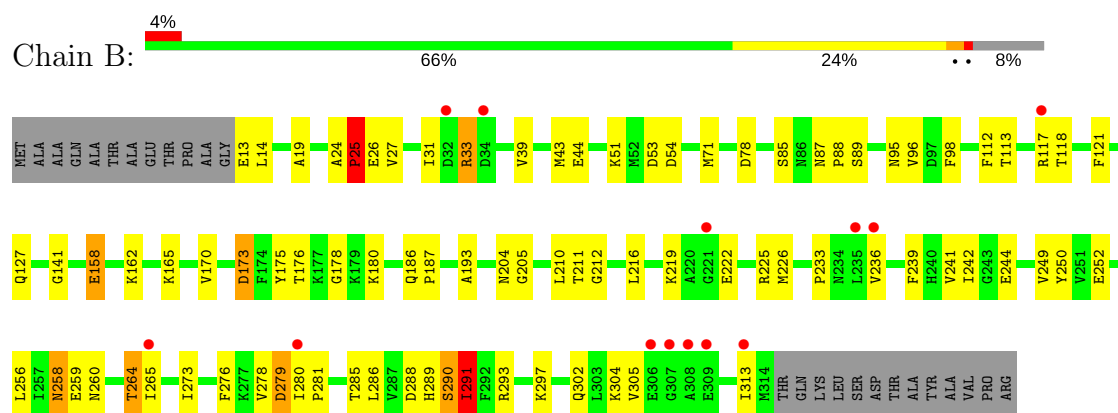 4%
Chain B:
66% 24% • • 8%
MET ALA ALA GLN ALA THR ALA GLU THR PRO ALA GLY E13 L14 A19 A24 P25 E26 V27 I31 D32 R33 D34 V39 M43 E44 K51 M52 D53 D54 M71 D78 S85 N86 N87 P88 S89 N95 V96 D97 F98 F112 T113 R117 T118 F121
Q127 G141 E158 K162 K165 V170 D173 F174 Y175 T176 K177 G178 K179 K180 Q186 P187 A193 N204 G205 L210 T211 G212 L216 K219 A220 G221 E222 R225 M226 P233 N234 L235 V236 F239 H240 V241 I242 G243 E244 V249 Y250 V251 E252
L256 I257 N258 E259 N260 T264 I265 I273 F276 K277 V278 D279 I280 P281 T285 L286 V287 D288 H289 S290 I291 F292 R293 K297 Q302 L303 K304 V305 E306 G307 A308 E309 I313 M314 THR GLN LYS LEU SER ASP THR ALA TYR ALA VAL PRO ARG